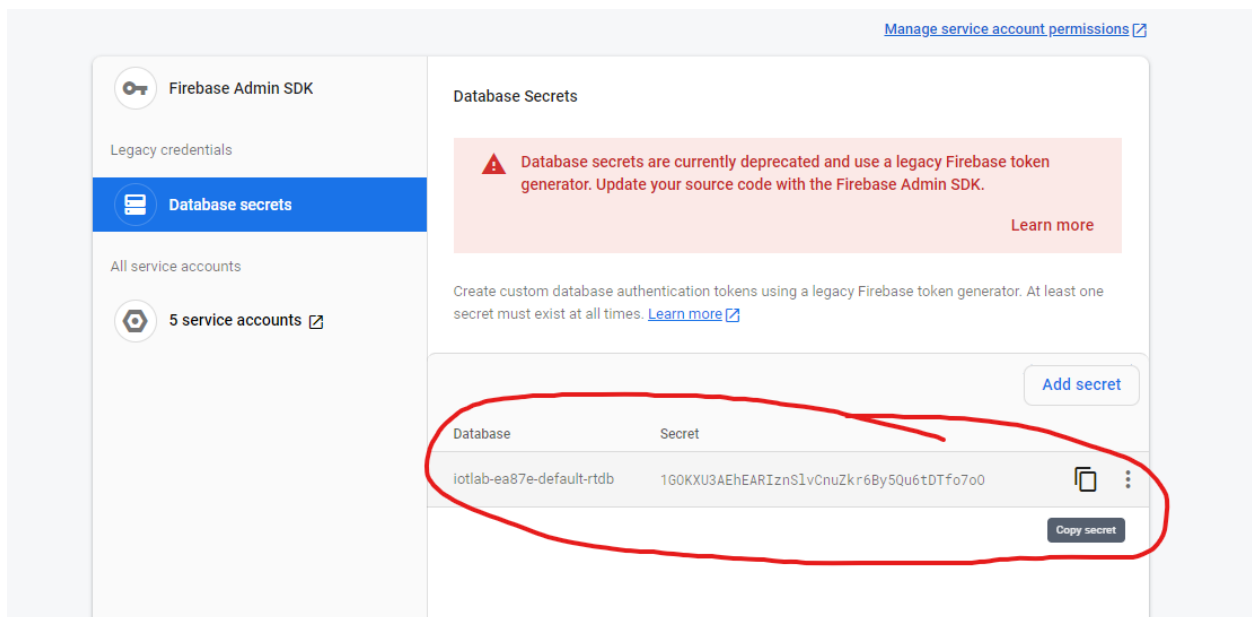 Manage service account permissions
Firebase Admin SDK
Legacy credentials
Database secrets
All service accounts
5 service accounts
Database Secrets
Database secrets are currently deprecated and use a legacy Firebase token
generator. Update your source code with the Firebase Admin SDK.
Learn more
Create custom database authentication tokens using a legacy Firebase token generator. At least one
secret must exist at all times. Learn more
Add secret
Database Secret
iotlab-ea87e-default-rtdb 1GOKXU3AEhEARIznSlvCnuZkr6By5Qu6tDTfo7oO
Copy secret